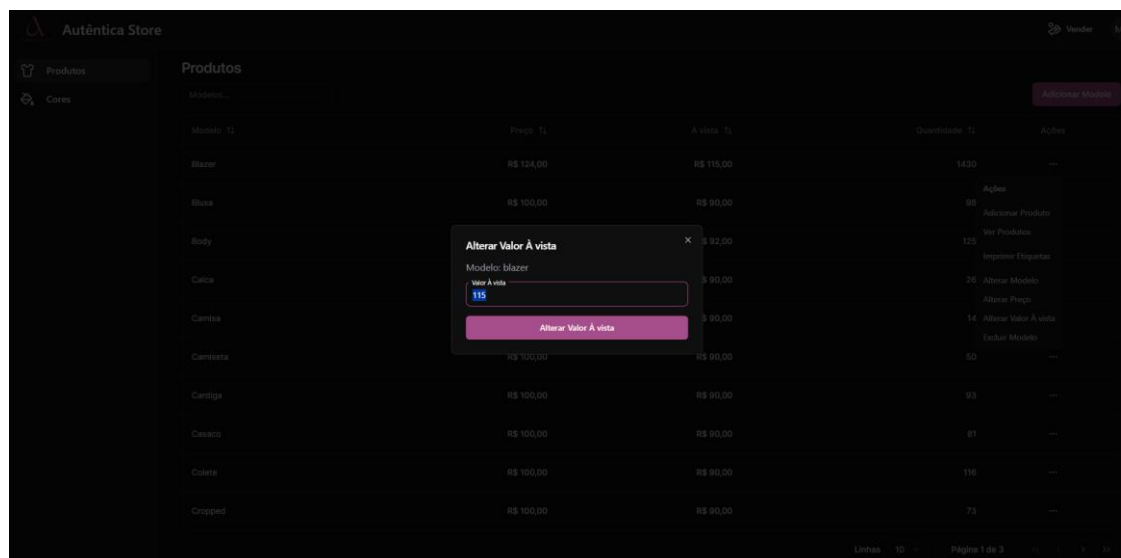 Autêntica Store
Vender
Produtos
Cores
Produtos
Modelos...
Adicionar Modelo
Modelo Preço À vista Quantidade Ações
Blazer R$ 124,00 R$ 115,00 1430
Ações
Blusa R$ 100,00 R$ 90,00 98
Adicionar Produto
Ver Produtos
Body $ 92,00 125
Imprimir Etiquetas
Calca $ 90,00 26 Alterar Modelo
Alterar Preço
Camisa $ 90,00 14 Alterar Valor À vista
Excluir Modelo
Camiseta R$ 100,00 R$ 90,00 50
Cardiga R$ 100,00 R$ 90,00 93
Casaco R$ 100,00 R$ 90,00 81
Colete R$ 100,00 R$ 90,00 116
Cropped R$ 100,00 R$ 90,00 73
Linhas 10 Página 1 de 3
Alterar Valor À vista
Modelo: blazer
Valor À vista
115
Alterar Valor À vista